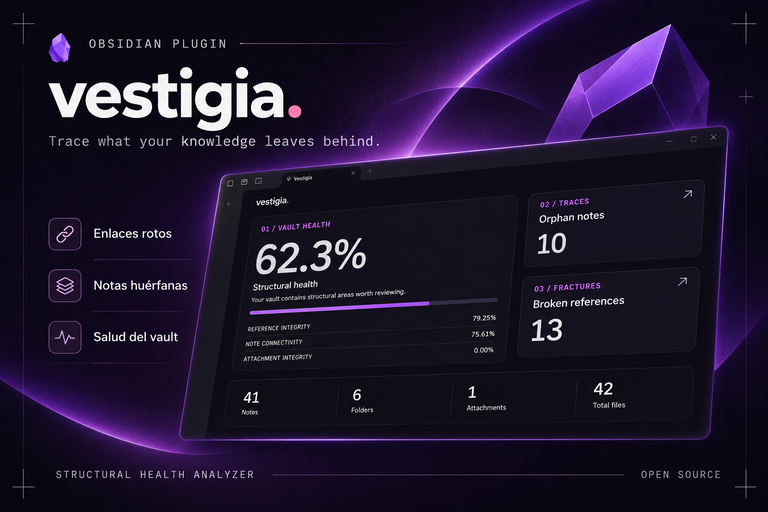 OBSIDIAN PLUGIN
vestigia.
Trace what your knowledge leaves behind.
Enlaces rotos
Notas huérfanas
Salud del vault
Vestigia
vestigia.
01 / VAULT HEALTH
62.3%
Structural health
Your vault contains structural areas worth reviewing.
REFERENCE INTEGRITY 79.25%
NOTE CONNECTIVITY 75.61%
ATTACHMENT INTEGRITY 0.00%
02 / TRACES
Orphan notes
10
03 / FRACTURES
Broken references
13
41 6 1 42
Notes Folders Attachments Total files
STRUCTURAL HEALTH ANALYZER OPEN SOURCE